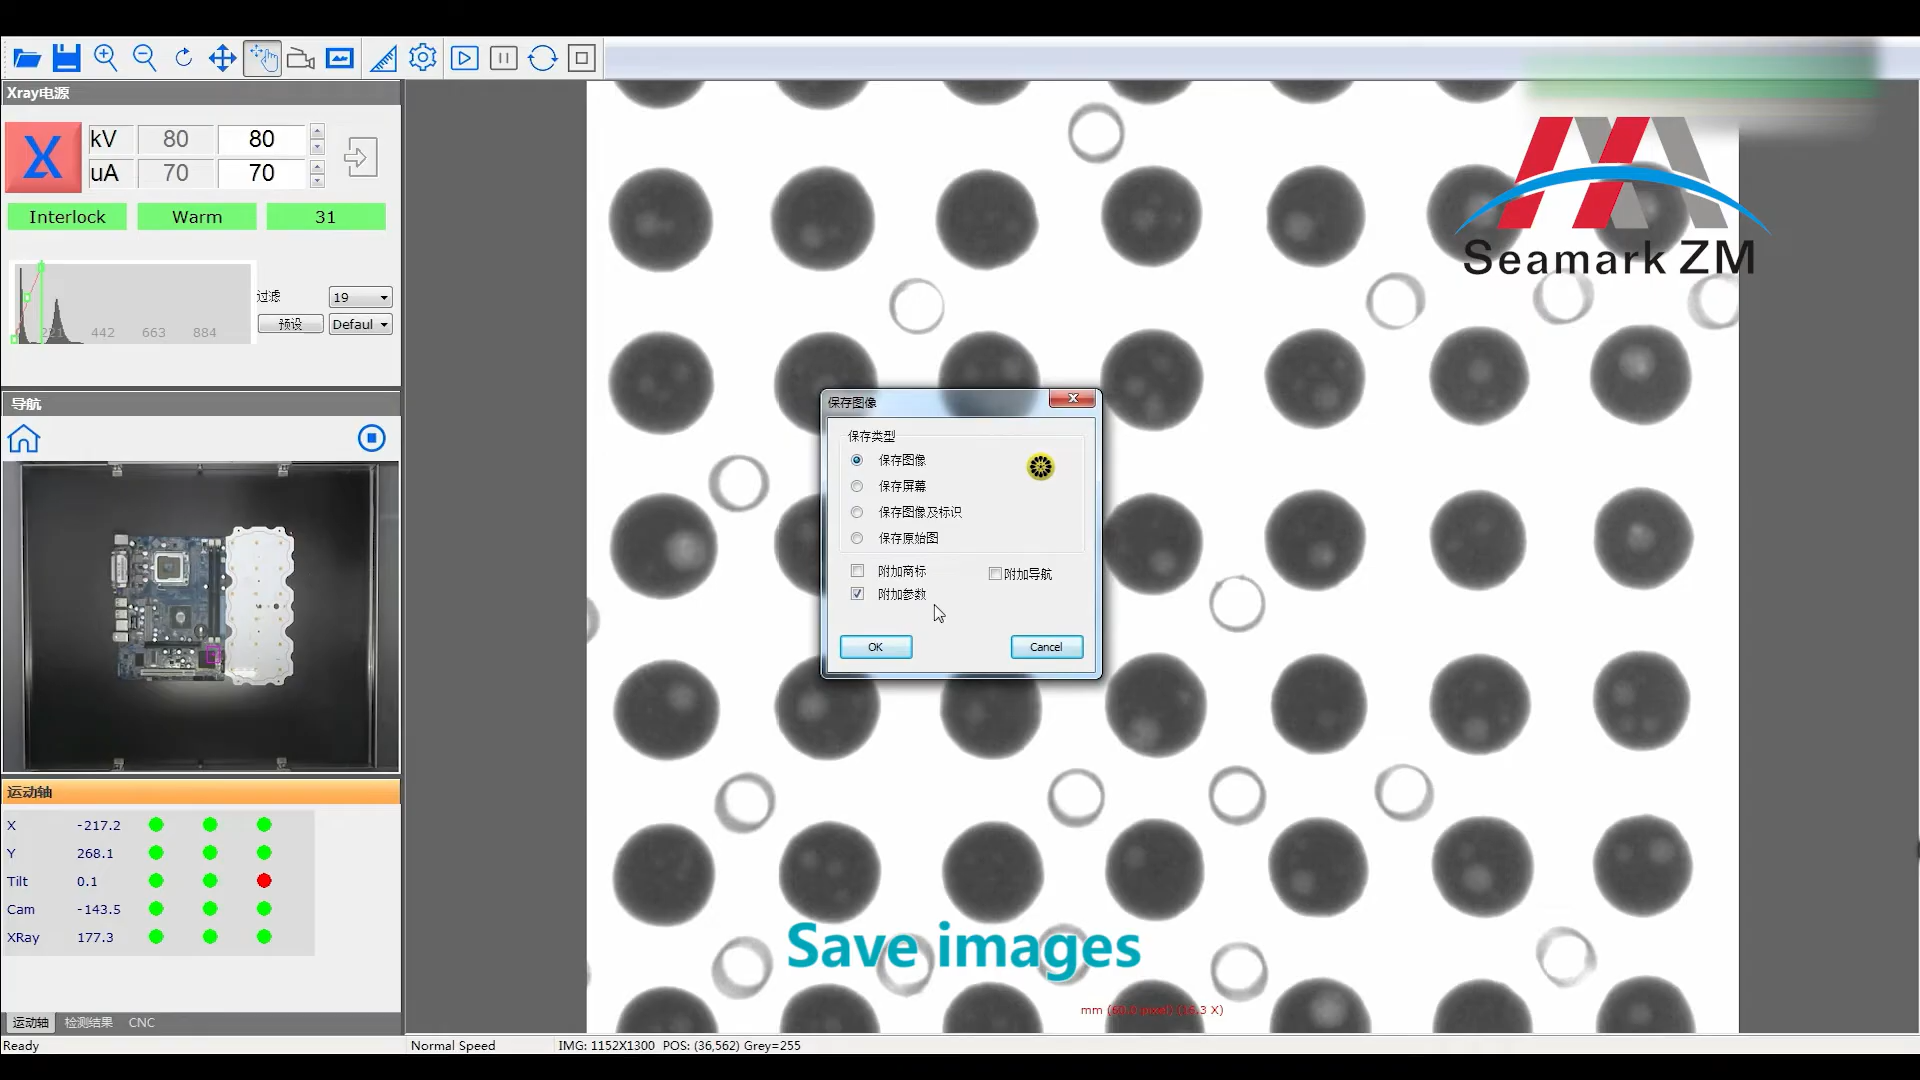 Xray电源
X
kV 80 80
uA 70 70
Interlock Warm 31
过滤 19
预设 Defaul
221 442 663 884
导航
运动轴
X -217.2
Y 268.1
Tilt 0.1
Cam -143.5
XRay 177.3
运动轴 检测结果 CNC
Ready
Normal Speed IMG: 1152X1300 POS: (36,562) Grey=255
Seamark ZM
保存图像
保存类型
保存图像
保存屏幕
保存图像及标识
保存原始图
附加商标 附加导航
附加参数
OK Cancel
Save images